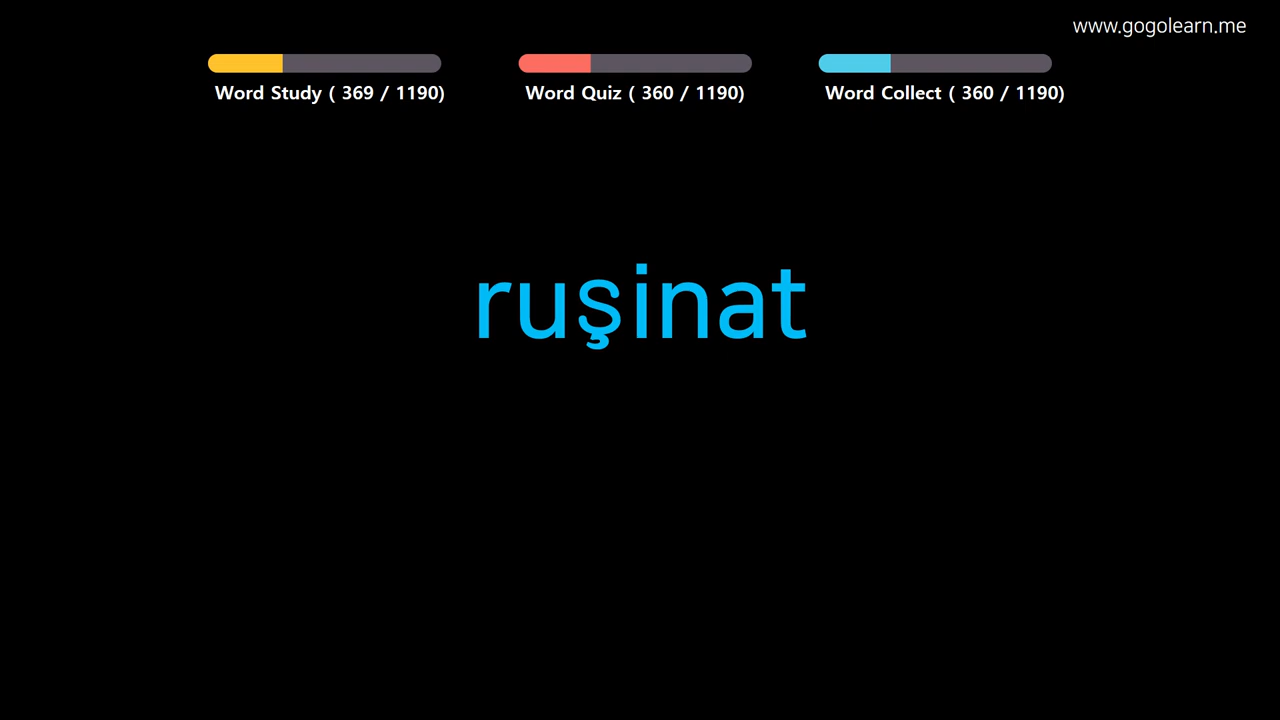 www.gogolearn.me
Word Study ( 369 / 1190)
Word Quiz ( 360 / 1190)
Word Collect ( 360 / 1190)
ruşinat